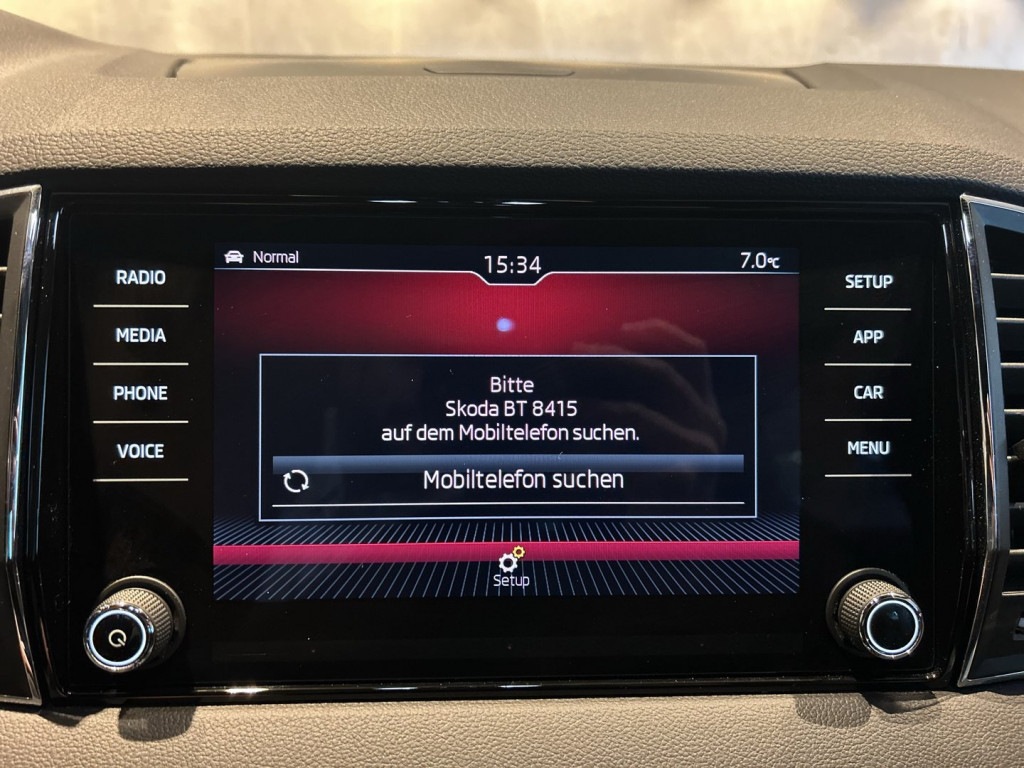 Normal
15:34
7.0°C
RADIO
MEDIA
PHONE
VOICE
Bitte
Skoda BT 8415
auf dem Mobiltelefon suchen.
Mobiltelefon suchen
Setup
SETUP
APP
CAR
MENU